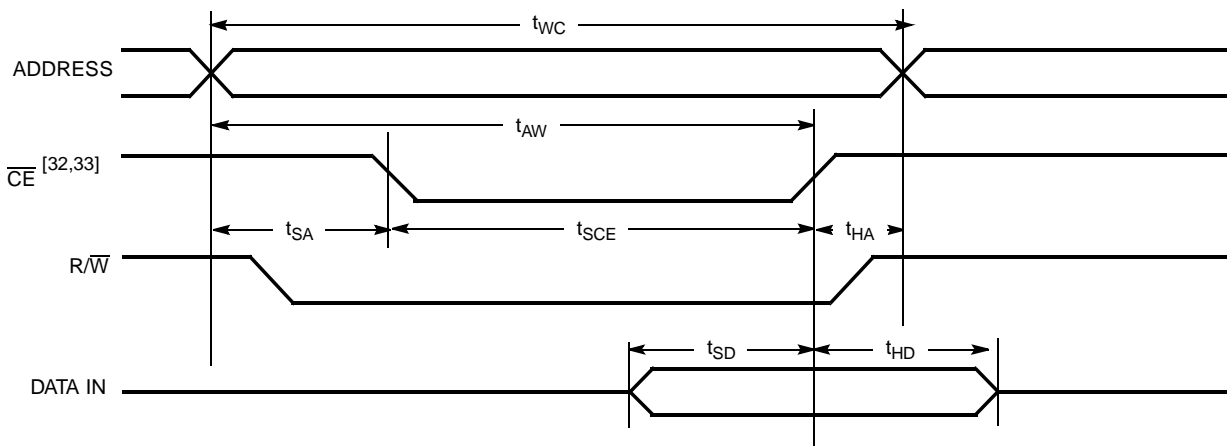 tWC
ADDRESS
tAW
CE [32,33]
tSA
tSCE
tHA
R/W
tSD
tHD
DATA IN